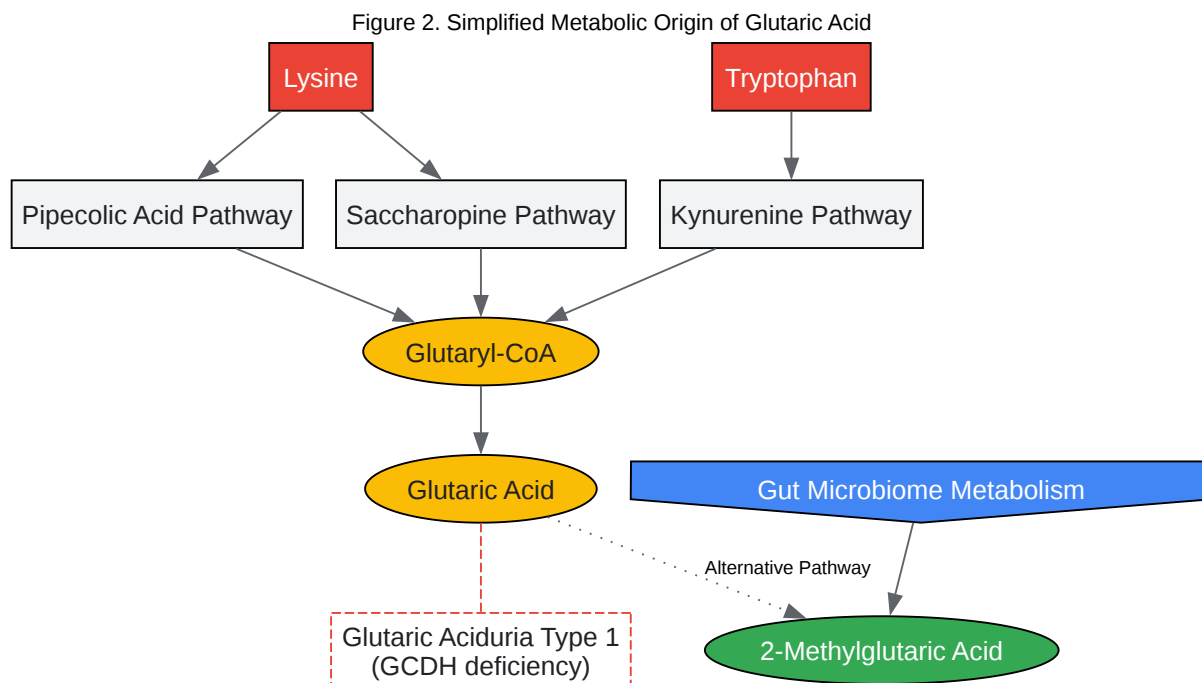 Figure 2. Simplified Metabolic Origin of Glutaric Acid
Lysine
Tryptophan
Pipecolic Acid Pathway
Saccharopine Pathway
Kynurenine Pathway
Glutaryl-CoA
Glutaric Acid
Gut Microbiome Metabolism
Alternative Pathway
Glutaric Aciduria Type 1
(GCDH deficiency)
2-Methylglutaric Acid